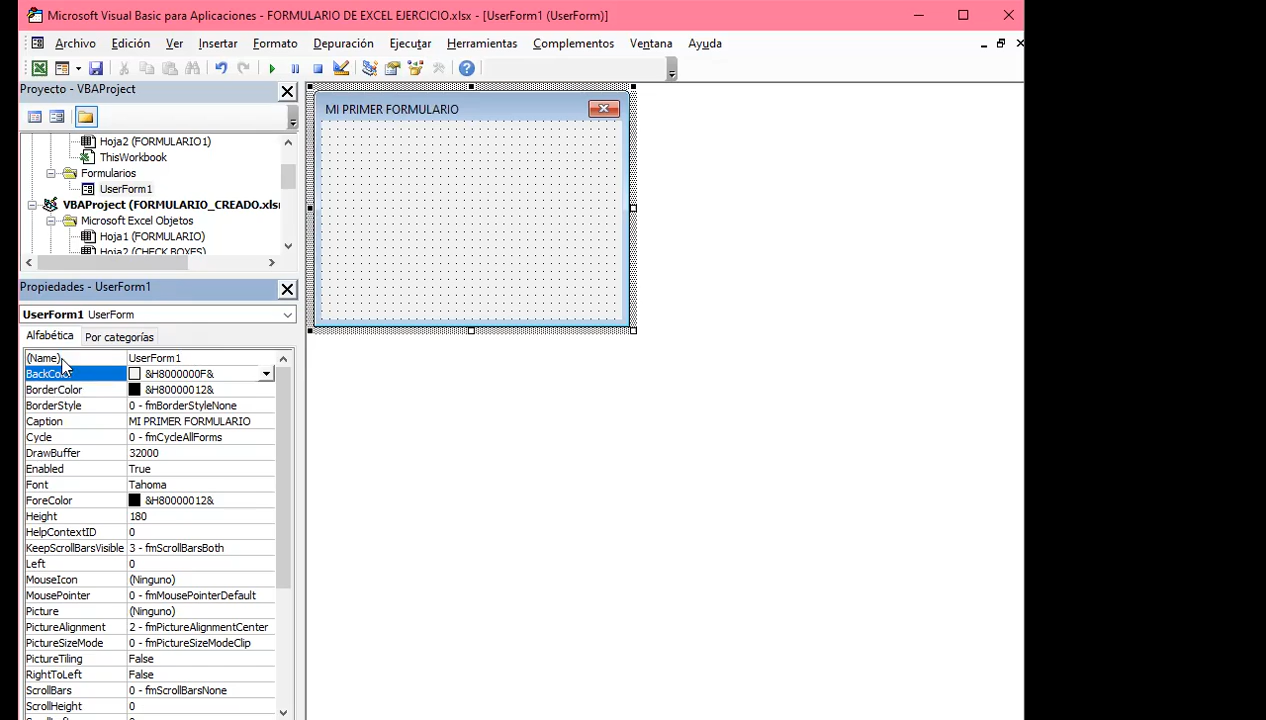 Microsoft Visual Basic para Aplicaciones - FORMULARIO DE EXCEL EJERCICIO.xlsx - [UserForm1 (UserForm)]
Archivo Edición Ver Insertar Formato Depuración Ejecutar Herramientas Complementos Ventana Ayuda
Proyecto - VBAProject
Hoja2 (FORMULARIO1)
ThisWorkbook
Formularios
UserForm1
VBAProject (FORMULARIO_CREADO.xls
Microsoft Excel Objetos
Hoja1 (FORMULARIO)
Hoja2 (CHECK BOXES)
MI PRIMER FORMULARIO
Propiedades - UserForm1
UserForm1 UserForm
Alfabética Por categorías
(Name) UserForm1
BackCo &H8000000F&
BorderColor &H80000012&
BorderStyle 0 - fmBorderStyleNone
Caption MI PRIMER FORMULARIO
Cycle 0 - fmCycleAllForms
DrawBuffer 32000
Enabled True
Font Tahoma
ForeColor &H80000012&
Height 180
HelpContextID 0
KeepScrollBarsVisible 3 - fmScrollBarsBoth
Left 0
MouseIcon (Ninguno)
MousePointer 0 - fmMousePointerDefault
Picture (Ninguno)
PictureAlignment 2 - fmPictureAlignmentCenter
PictureSizeMode 0 - fmPictureSizeModeClip
PictureTiling False
RightToLeft False
ScrollBars 0 - fmScrollBarsNone
ScrollHeight 0